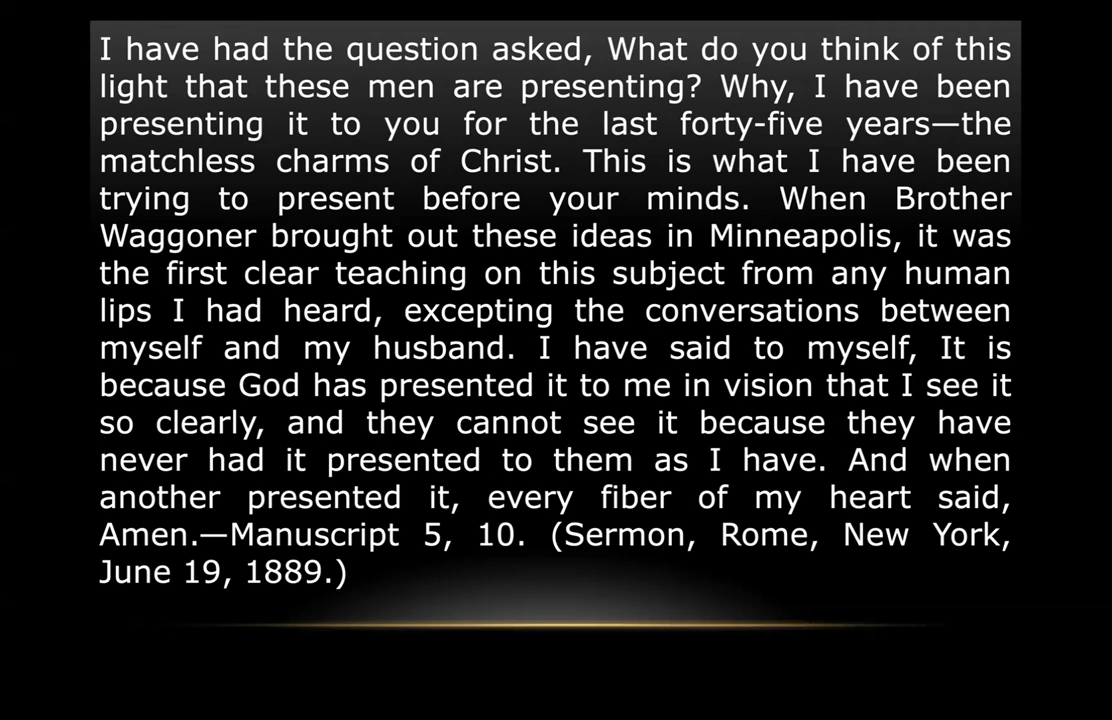 I have had the question asked, What do you think of this
light that these men are presenting? Why, I have been
presenting it to you for the last forty-five years—the
matchless charms of Christ. This is what I have been
trying to present before your minds. When Brother
Waggoner brought out these ideas in Minneapolis, it was
the first clear teaching on this subject from any human
lips I had heard, excepting the conversations between
myself and my husband. I have said to myself, It is
because God has presented it to me in vision that I see it
so clearly, and they cannot see it because they have
never had it presented to them as I have. And when
another presented it, every fiber of my heart said,
Amen.—Manuscript 5, 10. (Sermon, Rome, New York,
June 19, 1889.)